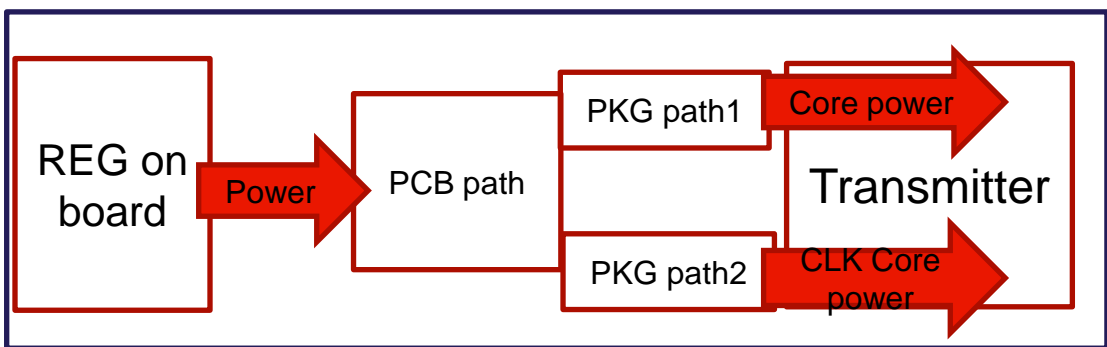 REG on
board
Power
PCB path
PKG path1
Core power
Transmitter
PKG path2
CLK Core
power